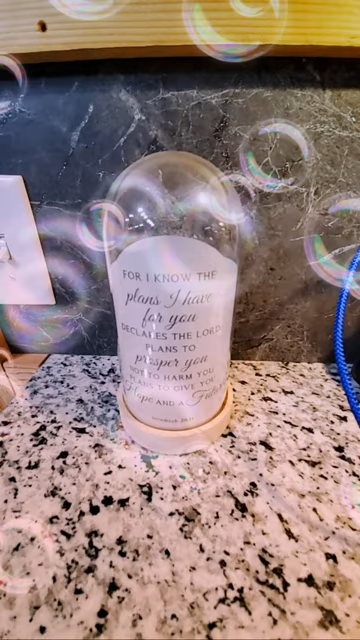 FOR I KNOW THE
plans I have
for you
DECLARES THE LORD
PLANS TO
prosper you
NOT TO HARM YOU
PLANS TO GIVE YOU
Hope AND A Future